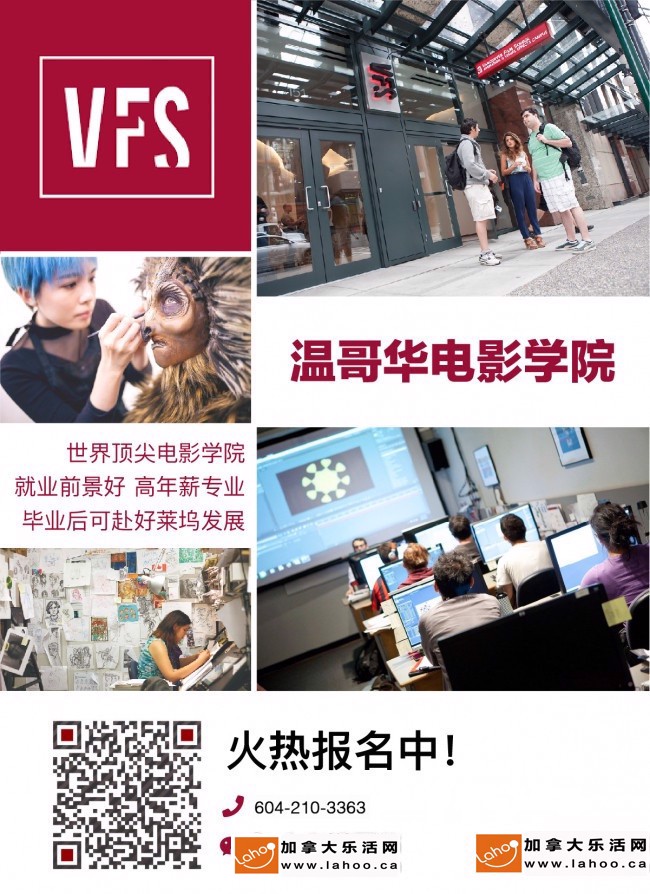 VFS
VFS
温哥华电影学院
世界顶尖电影学院
就业前景好 高年薪专业
毕业后可赴好莱坞发展
火热报名中!
604-210-3363
Lahoo
加拿大乐活网
www.lahoo.ca
Lahoo
加拿大乐活网
www.lahoo.ca